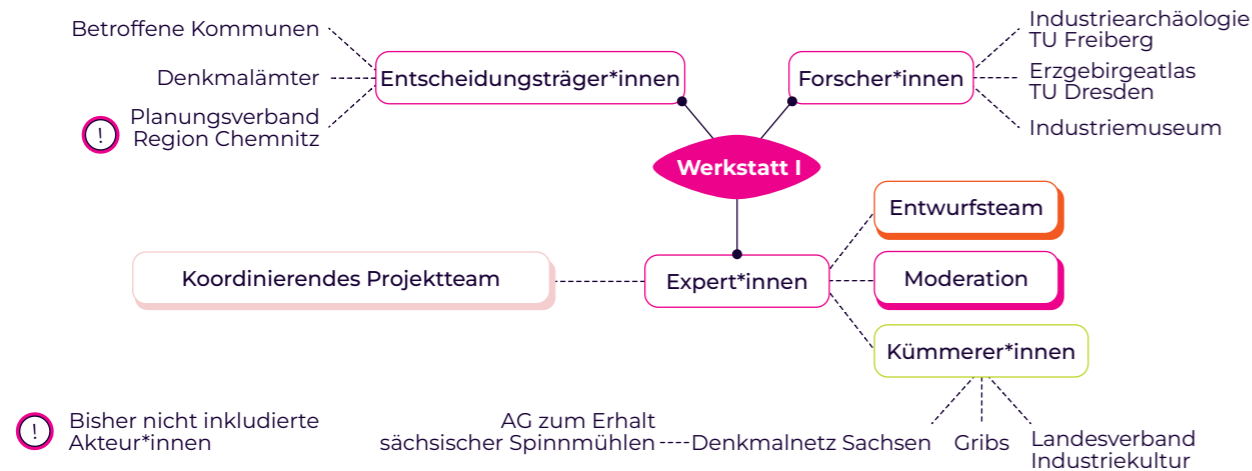 Betroffene Kommunen
Denkmalämter
!
Planungsverband
Region Chemnitz
Entscheidungsträger*innen
Forscher*innen
Industriearchäologie
TU Freiberg
Erzgebirgeatlas
TU Dresden
Industriemuseum
Werkstatt I
Koordinierendes Projektteam
Expert*innen
Entwurfsteam
Moderation
Kümmerer*innen
!
Bisher nicht inkludierte
Akteur*innen
AG zum Erhalt
sächsischer Spinnmühlen
Denkmalnetz Sachsen
Gribs
Landesverband
Industriekultur